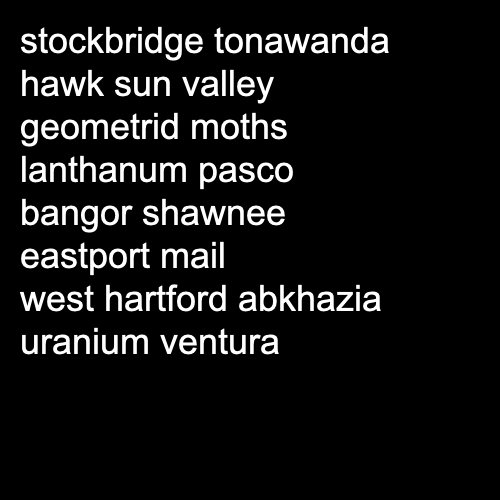 stockbridge tonawanda
hawk sun valley
geometrid moths
lanthanum pasco
bangor shawnee
eastport mail
west hartford abkhazia
uranium ventura